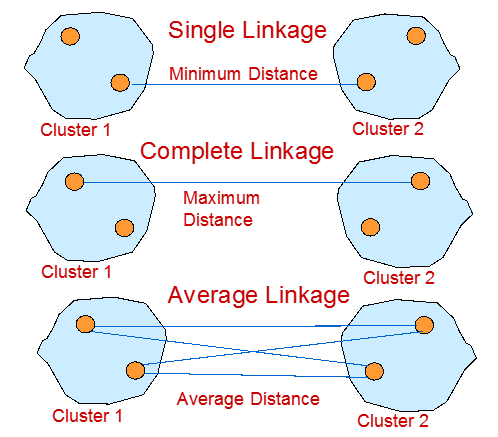 Single Linkage
Minimum Distance
Cluster 1
Cluster 2
Complete Linkage
Maximum
Distance
Cluster 1
Cluster 2
Average Linkage
Average Distance
Cluster 1
Cluster 2